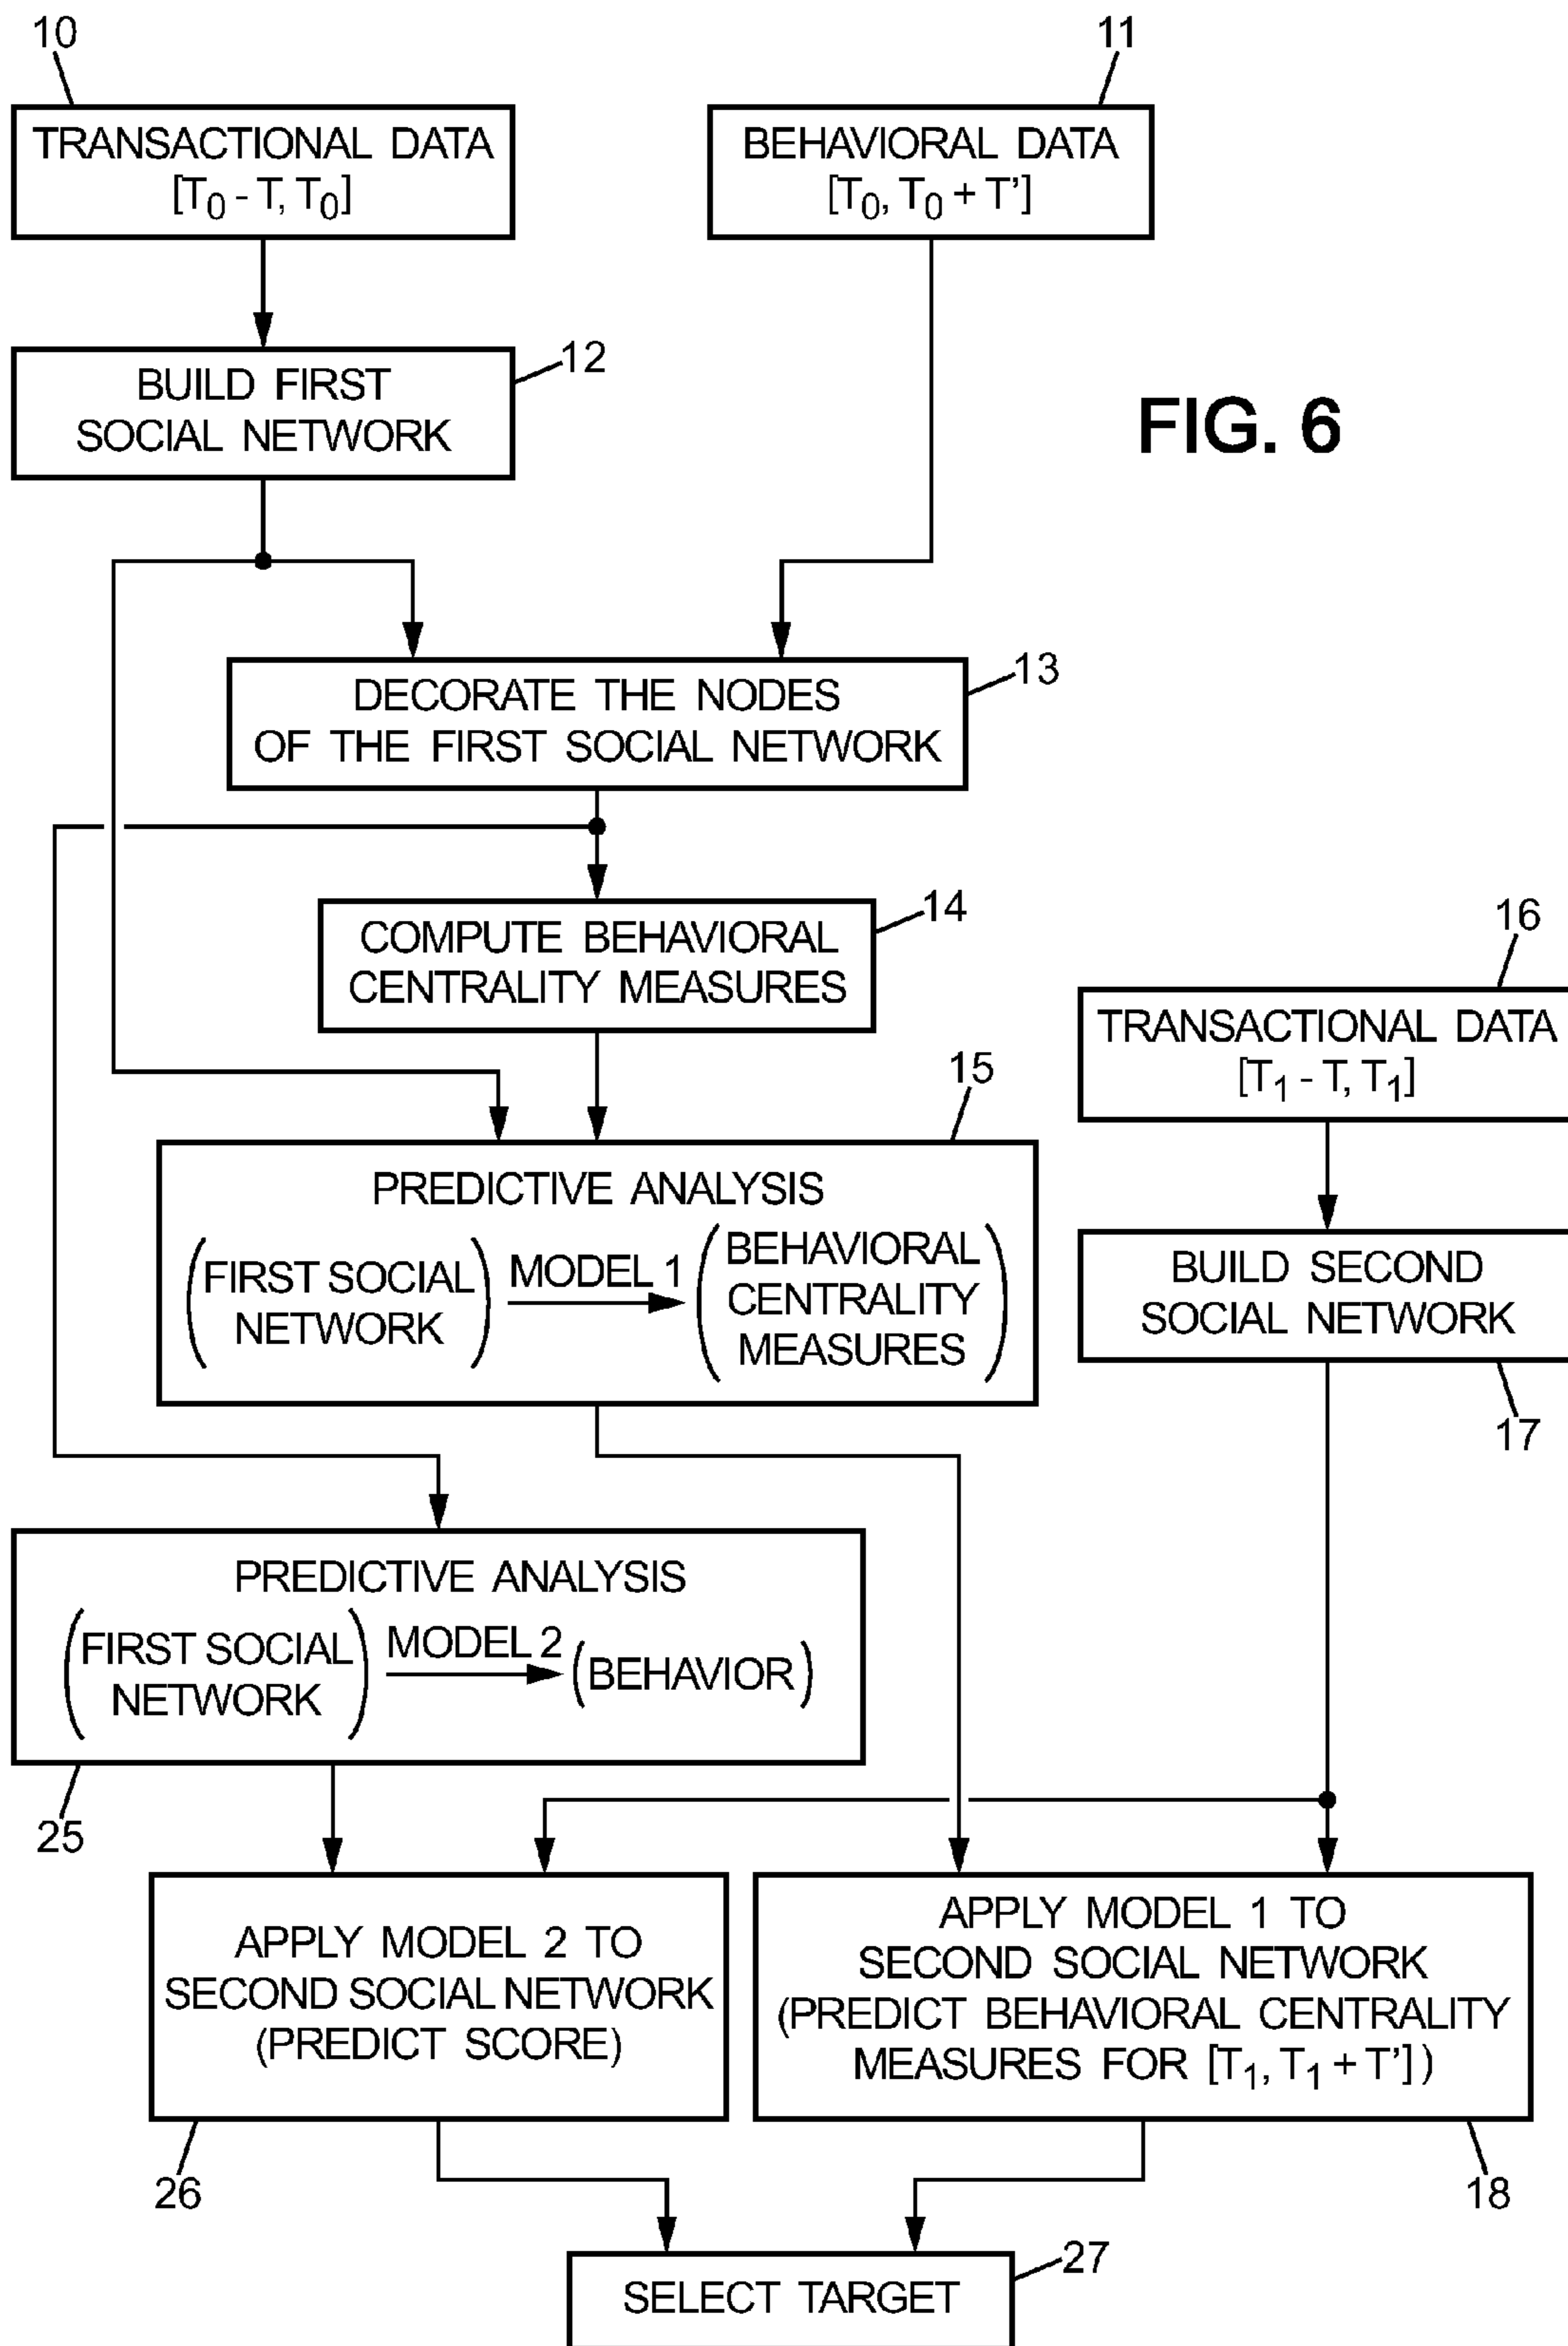 10
11
TRANSACTIONAL DATA
[T₀ - T, T₀]
BEHAVIORAL DATA
[T₀, T₀ + T']
BUILD FIRST
SOCIAL NETWORK
12
FIG. 6
DECORATE THE NODES
OF THE FIRST SOCIAL NETWORK
13
COMPUTE BEHAVIORAL
CENTRALITY MEASURES
14
16
TRANSACTIONAL DATA
[T₁ - T, T₁]
15
PREDICTIVE ANALYSIS
(FIRST SOCIAL
NETWORK)
MODEL 1
(BEHAVIORAL
CENTRALITY
MEASURES)
BUILD SECOND
SOCIAL NETWORK
17
PREDICTIVE ANALYSIS
(FIRST SOCIAL
NETWORK)
MODEL 2
(BEHAVIOR)
25
APPLY MODEL 2 TO
SECOND SOCIAL NETWORK
(PREDICT SCORE)
APPLY MODEL 1 TO
SECOND SOCIAL NETWORK
(PREDICT BEHAVIORAL CENTRALITY
MEASURES FOR [T₁, T₁ + T'])
26
18
SELECT TARGET
27